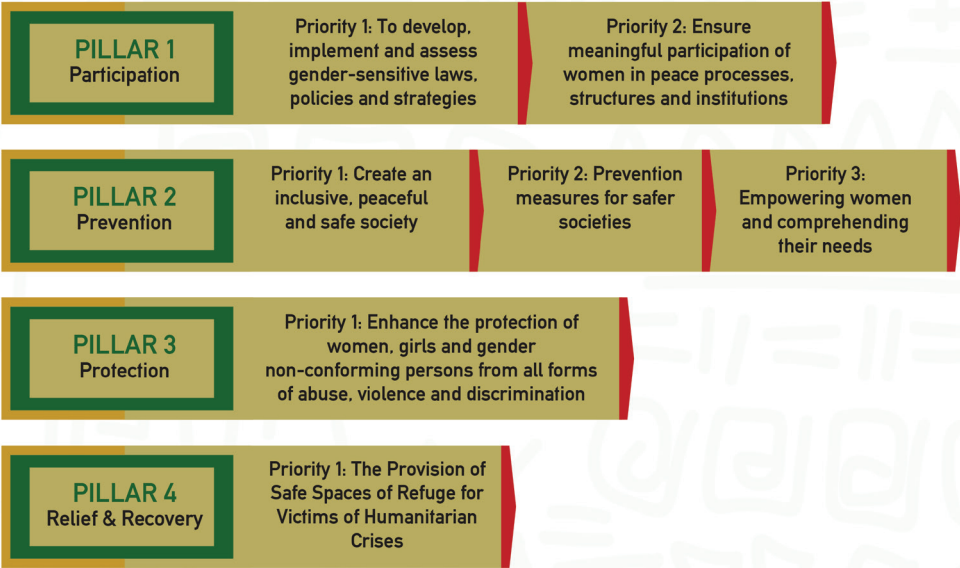 PILLAR 1
Participation
Priority 1: To develop,
implement and assess
gender-sensitive laws,
policies and strategies
Priority 2: Ensure
meaningful participation of
women in peace processes,
structures and institutions
PILLAR 2
Prevention
Priority 1: Create an
inclusive, peaceful
and safe society
Priority 2: Prevention
measures for safer
societies
Priority 3:
Empowering women
and comprehending
their needs
PILLAR 3
Protection
Priority 1: Enhance the protection of
women, girls and gender
non-conforming persons from all forms
of abuse, violence and discrimination
PILLAR 4
Relief & Recovery
Priority 1: The Provision of
Safe Spaces of Refuge for
Victims of Humanitarian
Crises